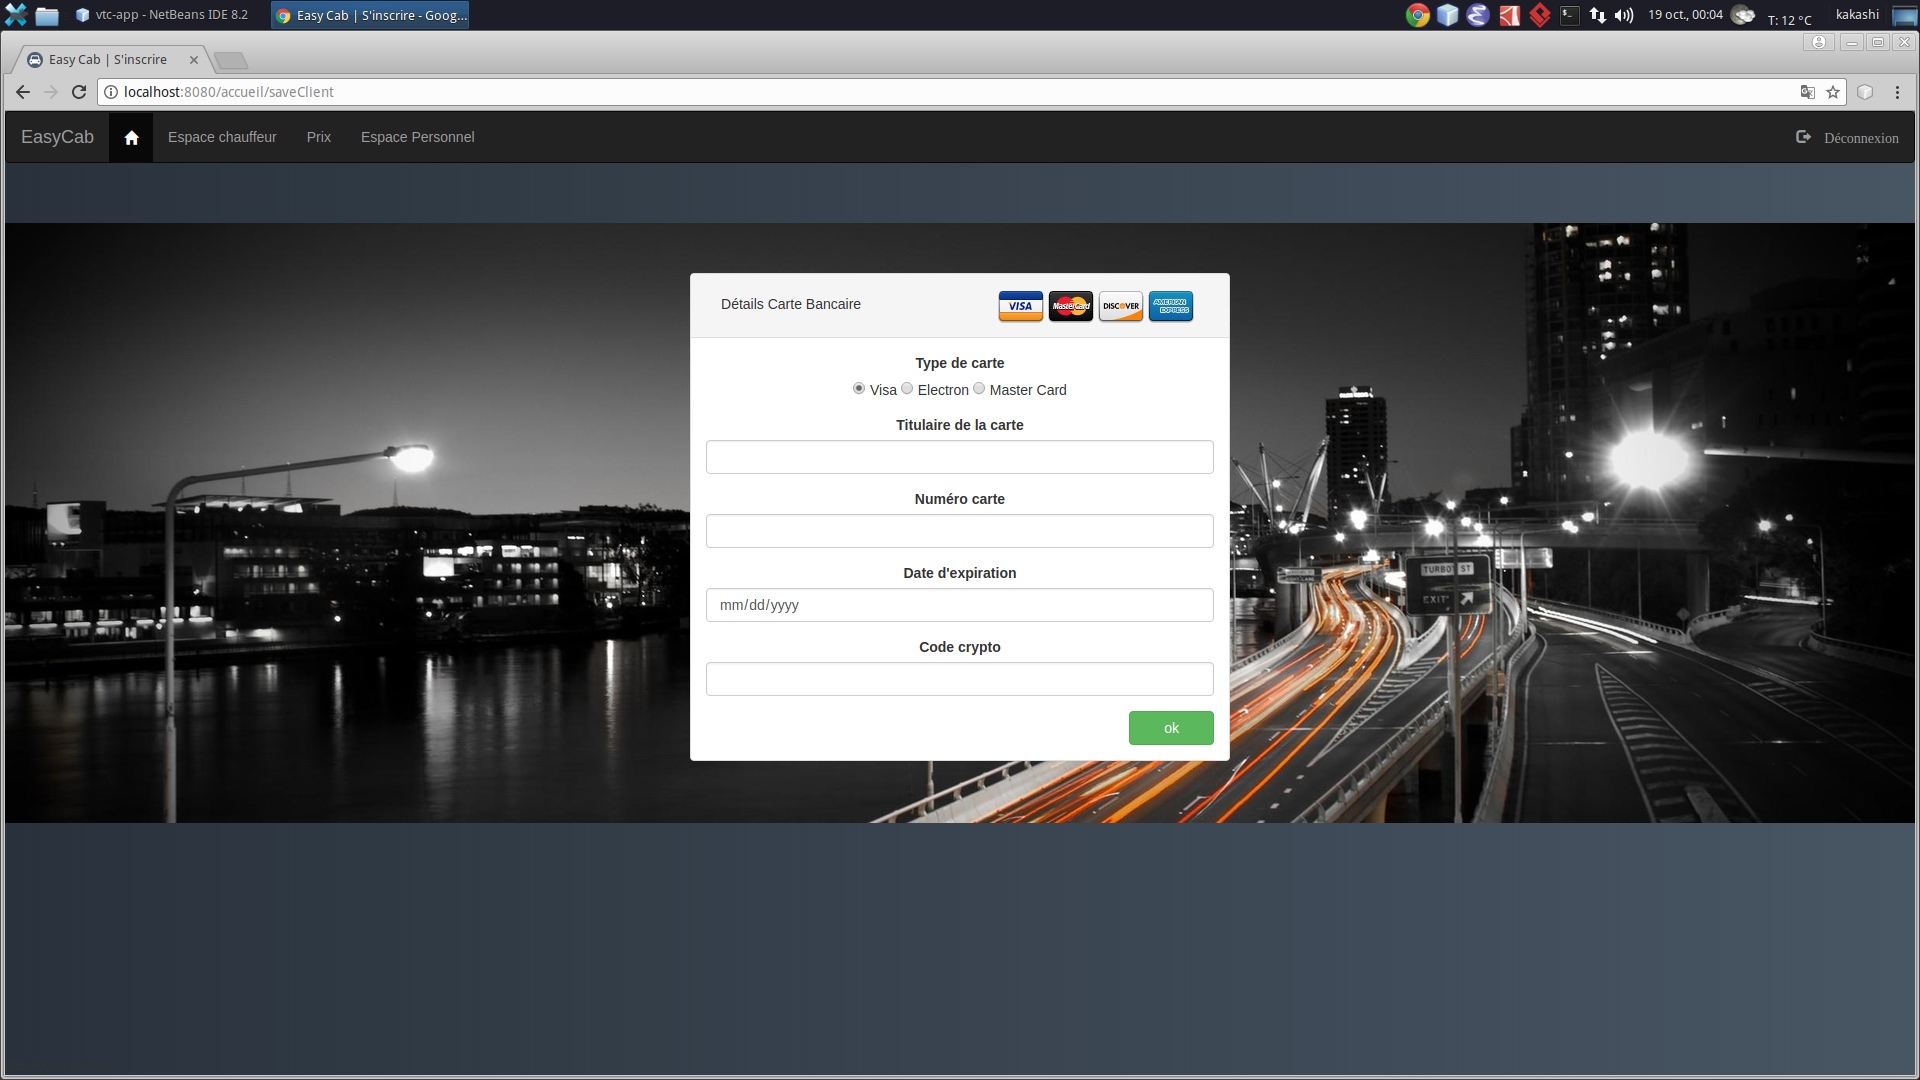 vtc-app - NetBeans IDE 8.2
Easy Cab | S'inscrire - Goog...
19 oct., 00:04
T: 12 °C
kakashi
Easy Cab | S'inscrire
localhost:8080/accueil/saveClient
EasyCab
Espace chauffeur
Prix
Espace Personnel
Déconnexion
Détails Carte Bancaire
VISA
MasterCard
DISCOVER
AMERICAN
EXPRESS
Type de carte
Visa
Electron
Master Card
Titulaire de la carte
Numéro carte
Date d'expiration
mm/dd/yyyy
Code crypto
ok
TURBOT ST
EXIT